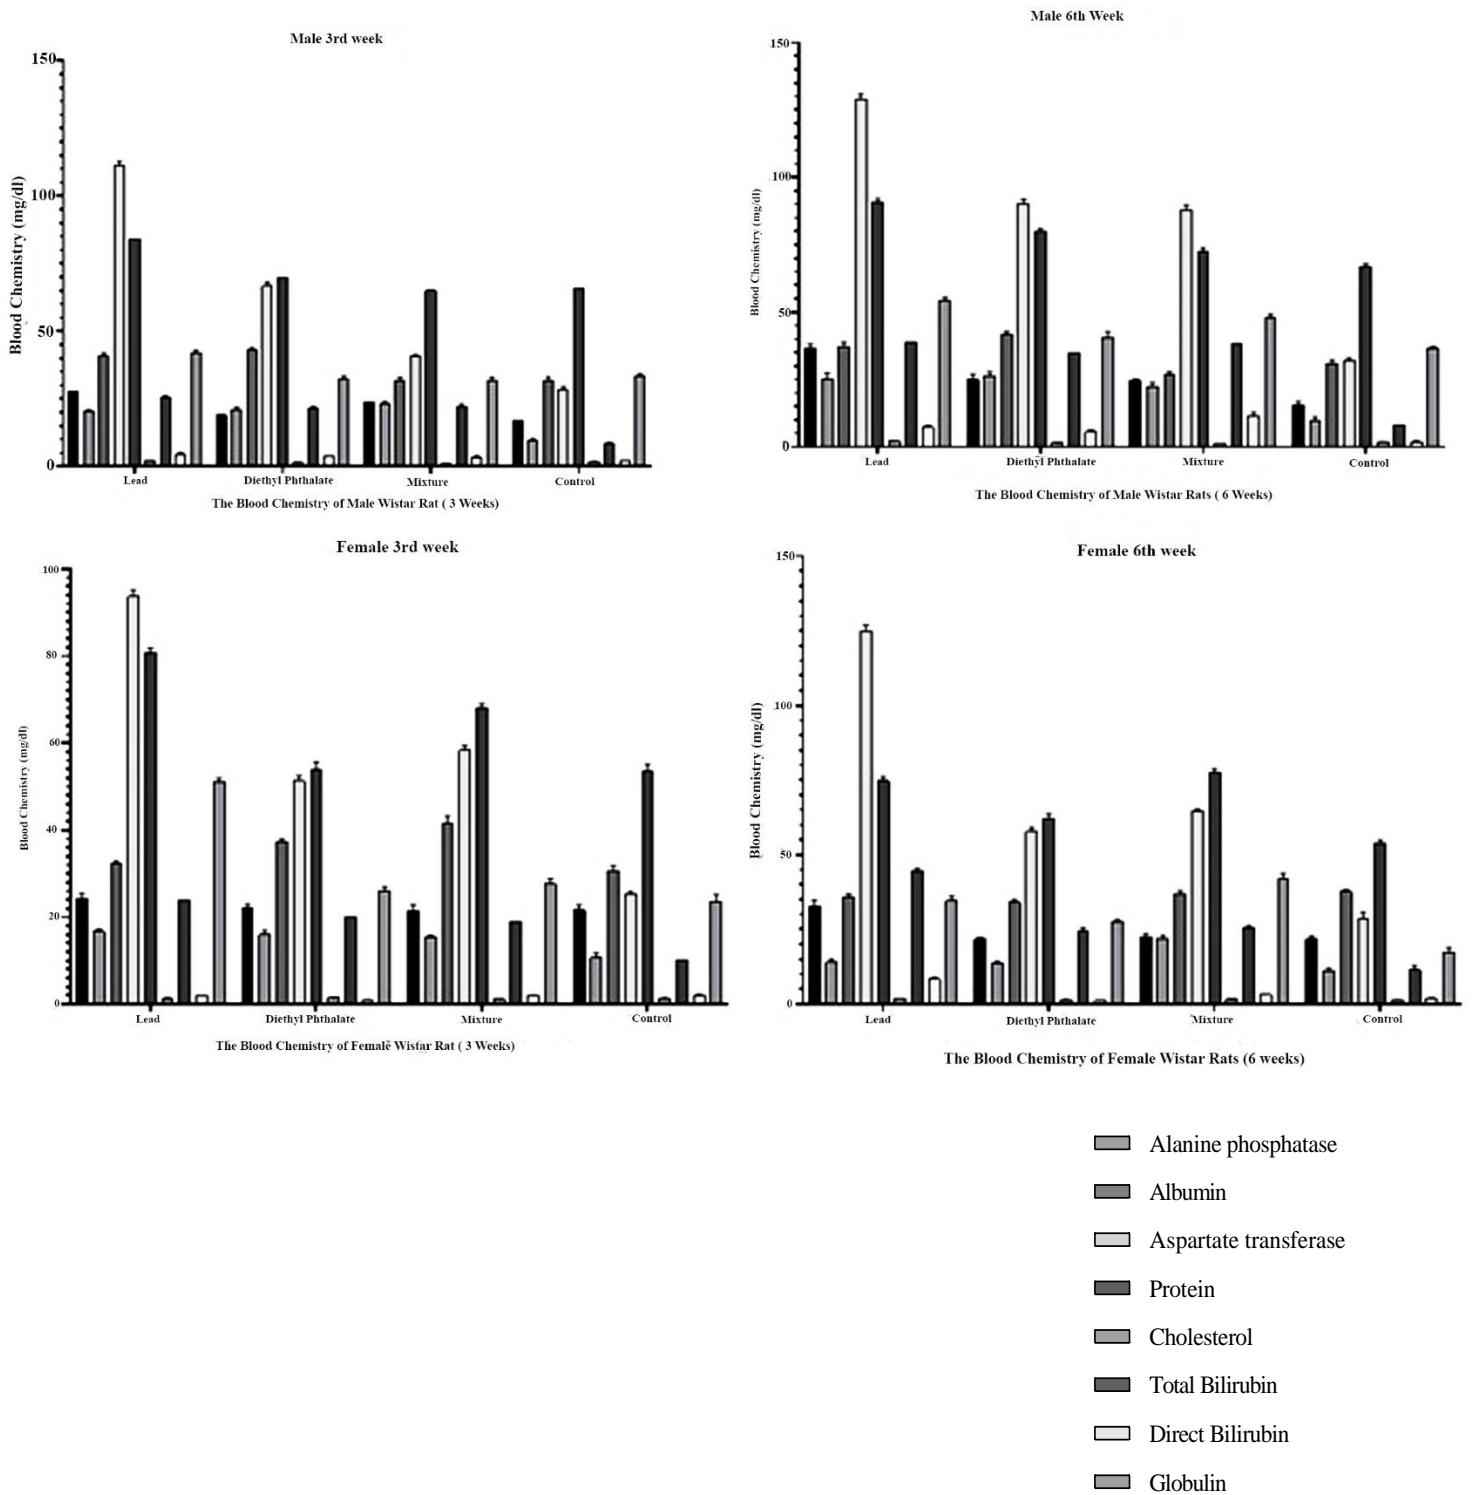 Male 3rd week
150
100
50
0
Blood Chemistry (mg/dl)
Lead Diethyl Phthalate Mixture Control
The Blood Chemistry of Male Wistar Rat ( 3 Weeks)
Male 6th Week
150
100
50
0
Blood Chemistry (mg/dl)
Lead Diethyl Phthalate Mixture Control
The Blood Chemistry of Male Wistar Rats ( 6 Weeks)
Female 3rd week
100
80
60
40
20
0
Blood Chemistry (mg/dl)
Lead Diethyl Phthalate Mixture Control
The Blood Chemistry of Female Wistar Rat ( 3 Weeks)
Female 6th week
150
100
50
0
Blood Chemistry (mg/dl)
Lead Diethyl Phthalate Mixture Control
The Blood Chemistry of Female Wistar Rats (6 weeks)
Alanine phosphatase
Albumin
Aspartate transferase
Protein
Cholesterol
Total Bilirubin
Direct Bilirubin
Globulin